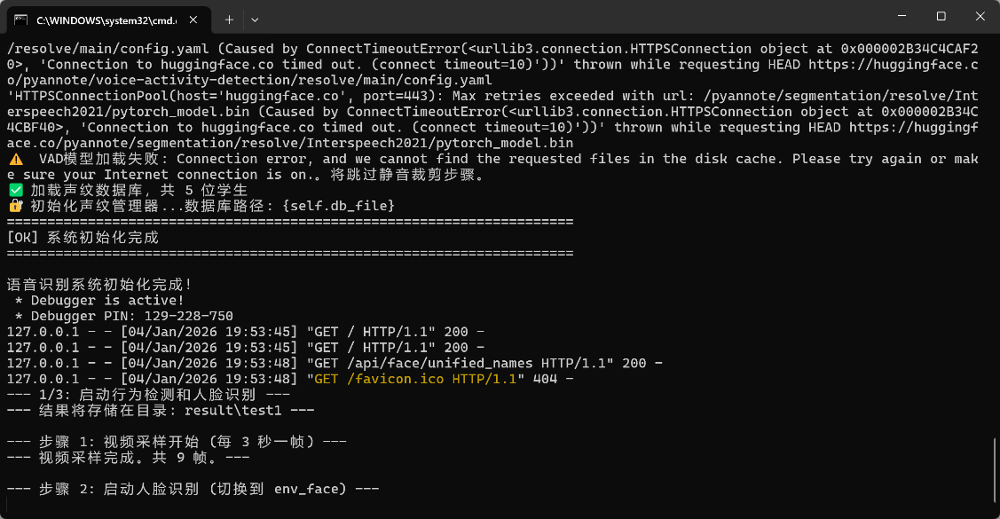 C:\WINDOWS\system32\cmd.
/resolve/main/config.yaml (Caused by ConnectTimeoutError(<urllib3.connection.HTTPSConnection object at 0x000002B34C4CAF2
0>, 'Connection to huggingface.co timed out. (connect timeout=10)'))' thrown while requesting HEAD https://huggingface.c
o/pyannote/voice-activity-detection/resolve/main/config.yaml
'HTTPSConnectionPool(host='huggingface.co', port=443): Max retries exceeded with url: /pyannote/segmentation/resolve/Int
erspeech2021/pytorch_model.bin (Caused by ConnectTimeoutError(<urllib3.connection.HTTPSConnection object at 0x000002B34C
4CBF40>, 'Connection to huggingface.co timed out. (connect timeout=10)'))' thrown while requesting HEAD https://huggingf
ace.co/pyannote/segmentation/resolve/Interspeech2021/pytorch_model.bin
⚠️ VAD模型加载失败: Connection error, and we cannot find the requested files in the disk cache. Please try again or mak
e sure your Internet connection is on.。将跳过静音裁剪步骤。
✅ 加载声纹数据库，共 5 位学生
🔐 初始化声纹管理器...数据库路径: {self.db_file}
======================================================================
[OK] 系统初始化完成
======================================================================
语音识别系统初始化完成！
* Debugger is active!
* Debugger PIN: 129-228-750
127.0.0.1 - - [04/Jan/2026 19:53:45] "GET / HTTP/1.1" 200 -
127.0.0.1 - - [04/Jan/2026 19:53:45] "GET / HTTP/1.1" 200 -
127.0.0.1 - - [04/Jan/2026 19:53:48] "GET /api/face/unified_names HTTP/1.1" 200 -
127.0.0.1 - - [04/Jan/2026 19:53:48] "GET /favicon.ico HTTP/1.1" 404 -
--- 1/3: 启动行为检测和人脸识别 ---
--- 结果将存储在目录: result\test1 ---
--- 步骤 1: 视频采样开始 (每 3 秒一帧) ---
--- 视频采样完成。共 9 帧。---
--- 步骤 2: 启动人脸识别 (切换到 env_face) ---